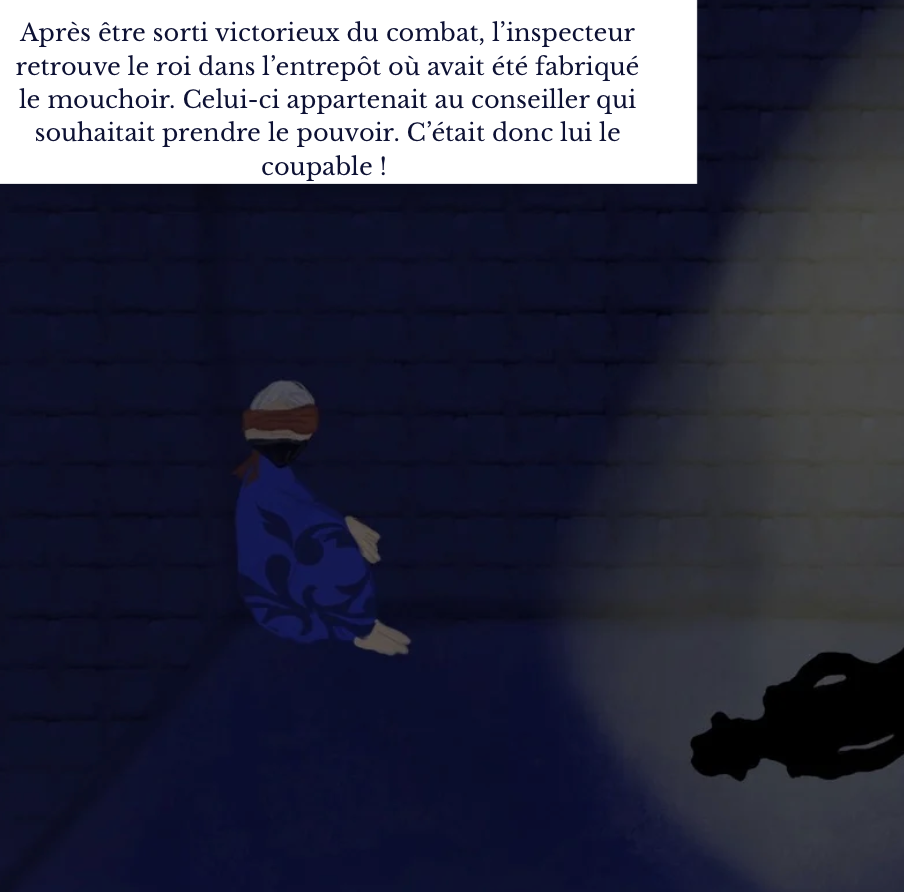 Après être sorti victorieux du combat, l’inspecteur
retrouve le roi dans l’entrepôt où avait été fabriqué
le mouchoir. Celui-ci appartenait au conseiller qui
souhaitait prendre le pouvoir. C’était donc lui le
coupable !